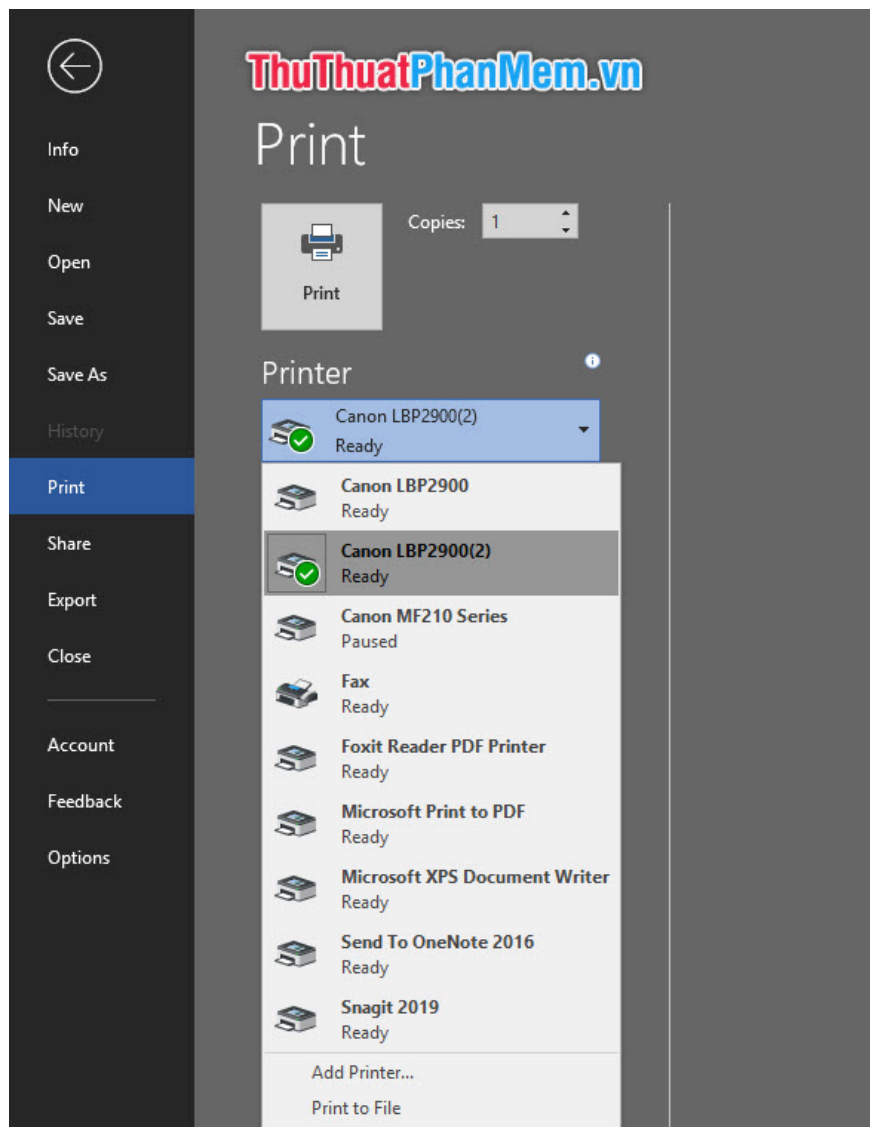 ThuThuatPhanMem.vn
Print
Info
New
Open
Save
Save As
History
Print
Share
Export
Close
Account
Feedback
Options
Copies: 1
Print
Printer
Canon LBP2900(2)
Ready
Canon LBP2900
Ready
Canon LBP2900(2)
Ready
Canon MF210 Series
Paused
Fax
Ready
Foxit Reader PDF Printer
Ready
Microsoft Print to PDF
Ready
Microsoft XPS Document Writer
Ready
Send To OneNote 2016
Ready
Snagit 2019
Ready
Add Printer...
Print to File